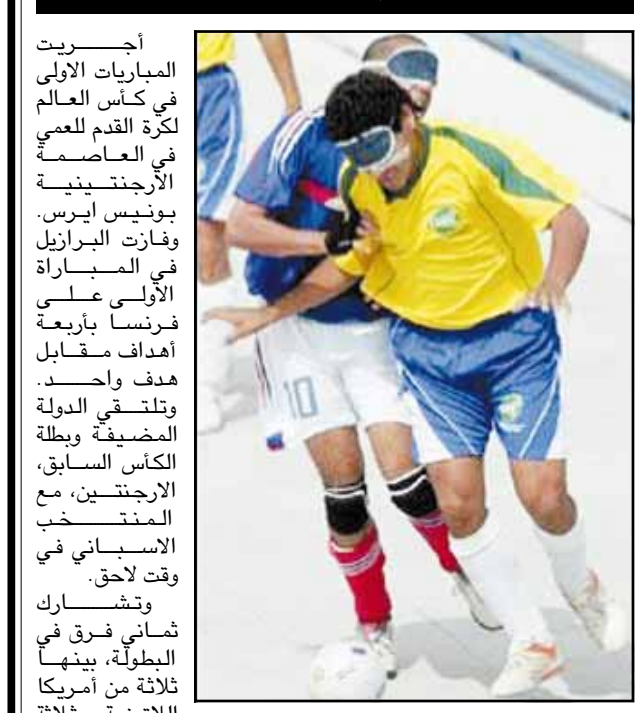 أجريت
المباريات الاولى
في كأس العالم
لكرة القدم للعمي
في العاصمة
الأرجنتينية
بونيس ايرس.
وفازت البرازيل
في المباراة
الأولى على
فرنسا بأربعة
أهداف مقابل
هدف واحد.
وتلتقي الدولة
المضيفة وبطلة
الكأس السابق،
الارجنتين، مع
المنتخب
الاسباني في
وقت لاحق.
وتشارك
ثماني فرق في
البطولة، بينها
ثلاثة من أمريكا
10